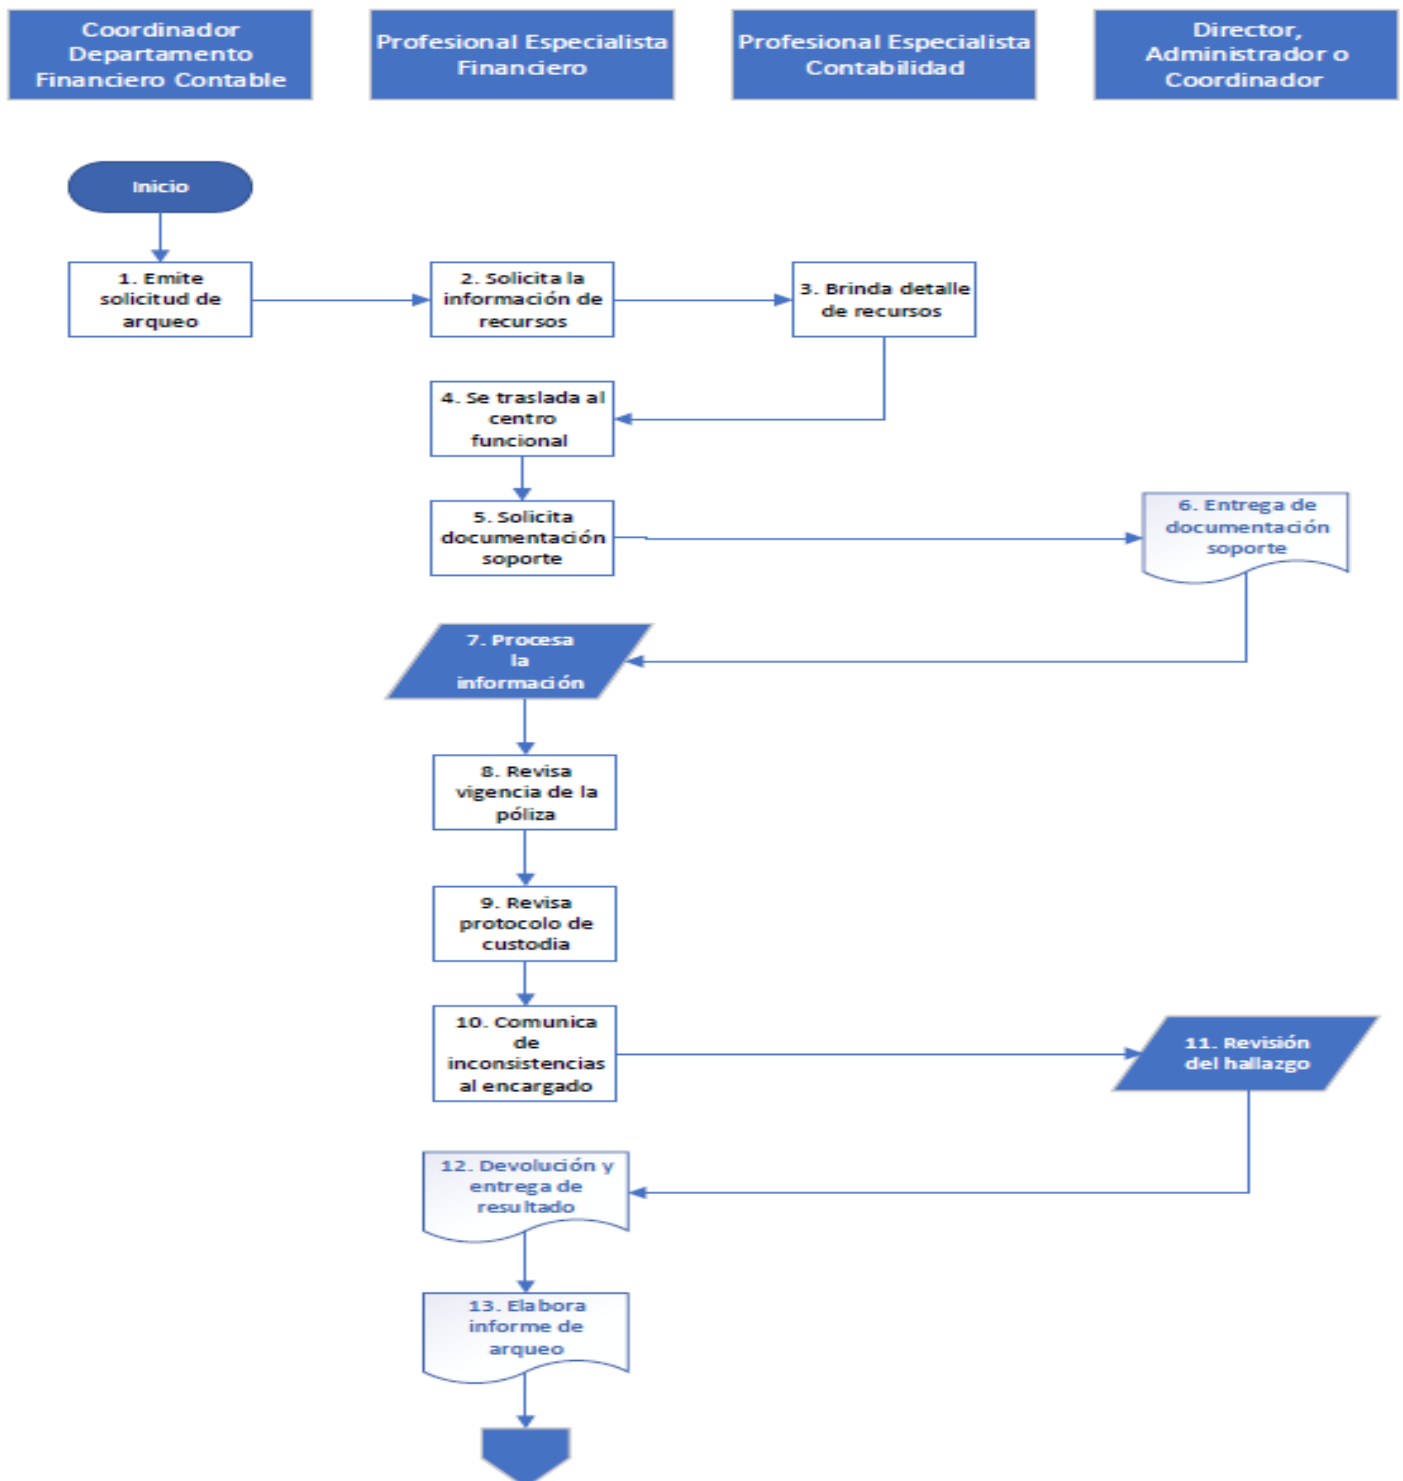 Coordinador
Departamento
Financiero Contable
Profesional Especialista
Financiero
Profesional Especialista
Contabilidad
Director,
Administrador o
Coordinador
Inicio
1. Emite
solicitud de
arqueo
2. Solicita la
información de
recursos
3. Brinda detalle
de recursos
4. Se traslada al
centro
funcional
5. Solicita
documentación
soporte
6. Entrega de
documentación
soporte
7. Procesa
la
información
8. Revisa
vigencia de la
póliza
9. Revisa
protocolo de
custodia
10. Comunica
de
inconsistencias
al encargado
11. Revisión
del hallazgo
12. Devolución y
entrega de
resultado
13. Elabora
informe de
arqueo